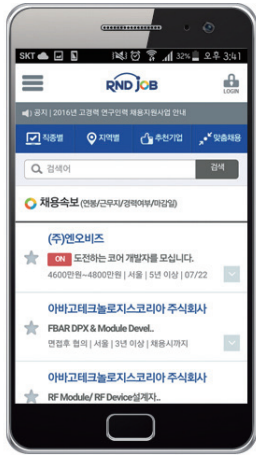 SKT 32% 오후 3:41
RND JOB LOGIN
공지 | 2016년 고경력 연구인력 채용지원사업 안내
직종별 지역별 추천기업 맞춤채용
검색어 검색
채용속보 (연봉/근무지/경력여부/마감일)
(주)엔오비즈
ON 도전하는 코어 개발자를 모십니다.
4600만원~4800만원 | 서울 | 5년 이상 | 07/22
아바고테크놀로지스코리아 주식회사
FBAR DPX & Module Devel..
면접후 협의 | 서울 | 3년 이상 | 채용시까지
아바고테크놀로지스코리아 주식회사
RF Module/ RF Device설계자..